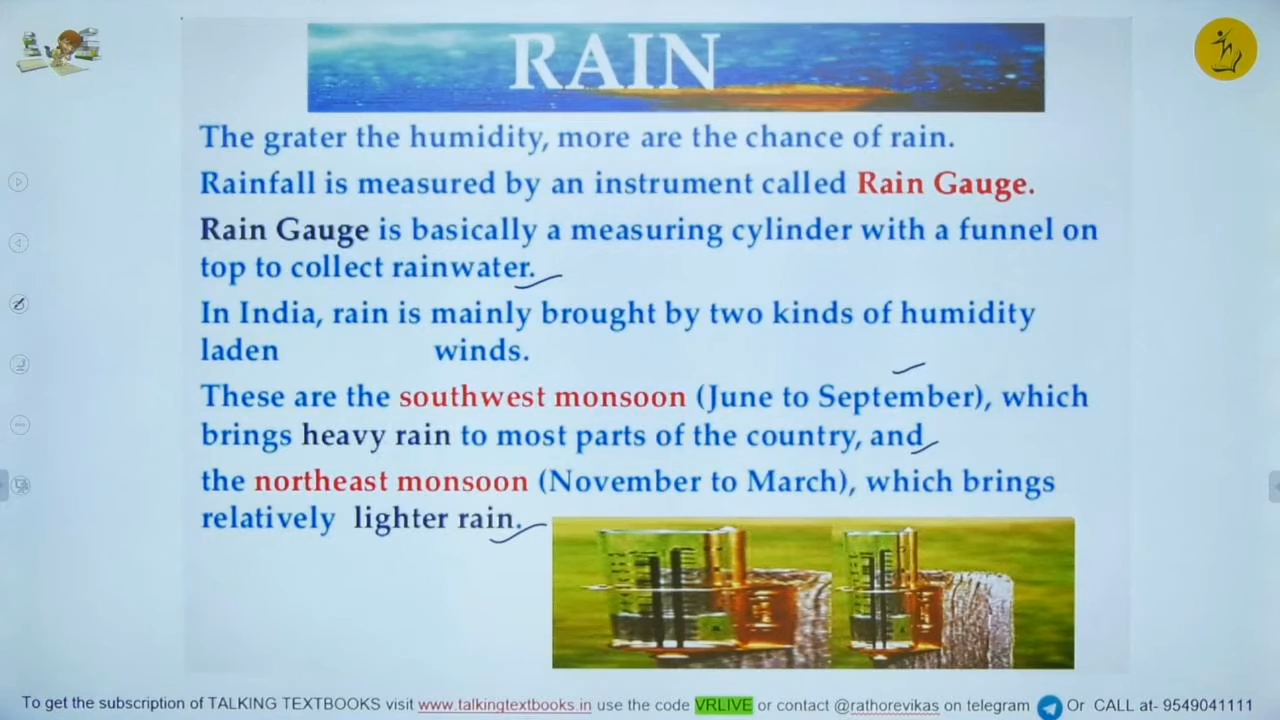 RAIN
The grater the humidity, more are the chance of rain.
Rainfall is measured by an instrument called Rain Gauge.
Rain Gauge is basically a measuring cylinder with a funnel on
top to collect rainwater.
In India, rain is mainly brought by two kinds of humidity
laden winds.
These are the southwest monsoon (June to September), which
brings heavy rain to most parts of the country, and
the northeast monsoon (November to March), which brings
relatively lighter rain.
To get the subscription of TALKING TEXTBOOKS visit www.talkingtextbooks.in use the code VRLIVE or contact @rathorevikas on telegram Or CALL at- 9549041111